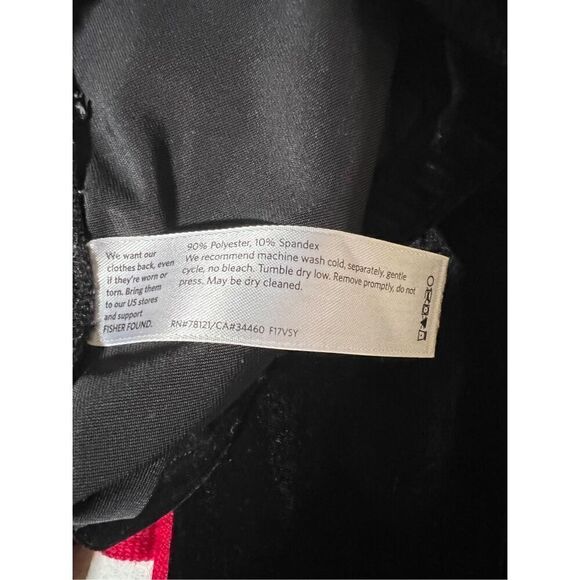 We want our
clothes back, even
if they're worn or
torn. Bring them
to our US stores
and support
FISHER FOUND.
90% Polyester, 10% Spandex
We recommend machine wash cold, separately, gentle
cycle, no bleach. Tumble dry low. Remove promptly, do not
press. May be dry cleaned.
RN#78121/CA#34460 F17VSY